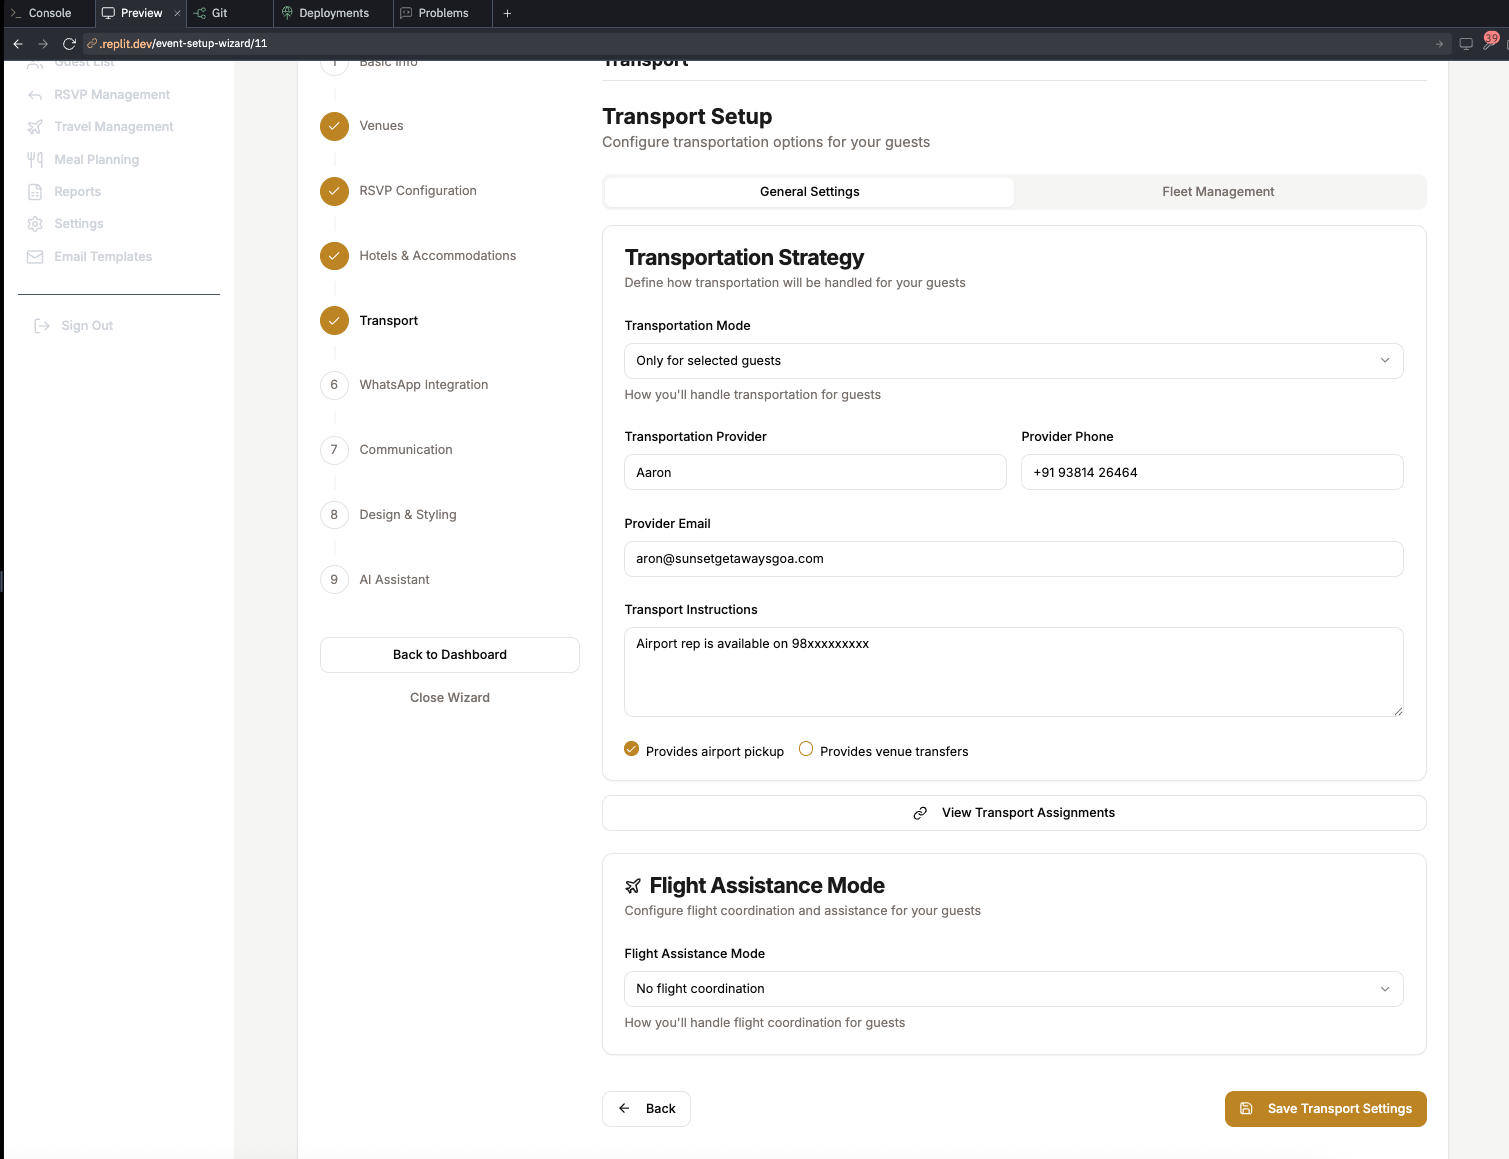 Console
Preview
Git
Deployments
Problems
.replit.dev/event-setup-wizard/11
39
Guest List
RSVP Management
Travel Management
Meal Planning
Reports
Settings
Email Templates
Sign Out
1 Basic Info
Venues
RSVP Configuration
Hotels & Accommodations
Transport
6 WhatsApp Integration
7 Communication
8 Design & Styling
9 AI Assistant
Back to Dashboard
Close Wizard
Transport
Transport Setup
Configure transportation options for your guests
General Settings
Fleet Management
Transportation Strategy
Define how transportation will be handled for your guests
Transportation Mode
Only for selected guests
How you'll handle transportation for guests
Transportation Provider
Aaron
Provider Phone
+91 93814 26464
Provider Email
aron@sunsetgetawaysgoa.com
Transport Instructions
Airport rep is available on 98xxxxxxxxx
Provides airport pickup
Provides venue transfers
View Transport Assignments
Flight Assistance Mode
Configure flight coordination and assistance for your guests
Flight Assistance Mode
No flight coordination
How you'll handle flight coordination for guests
Back
Save Transport Settings